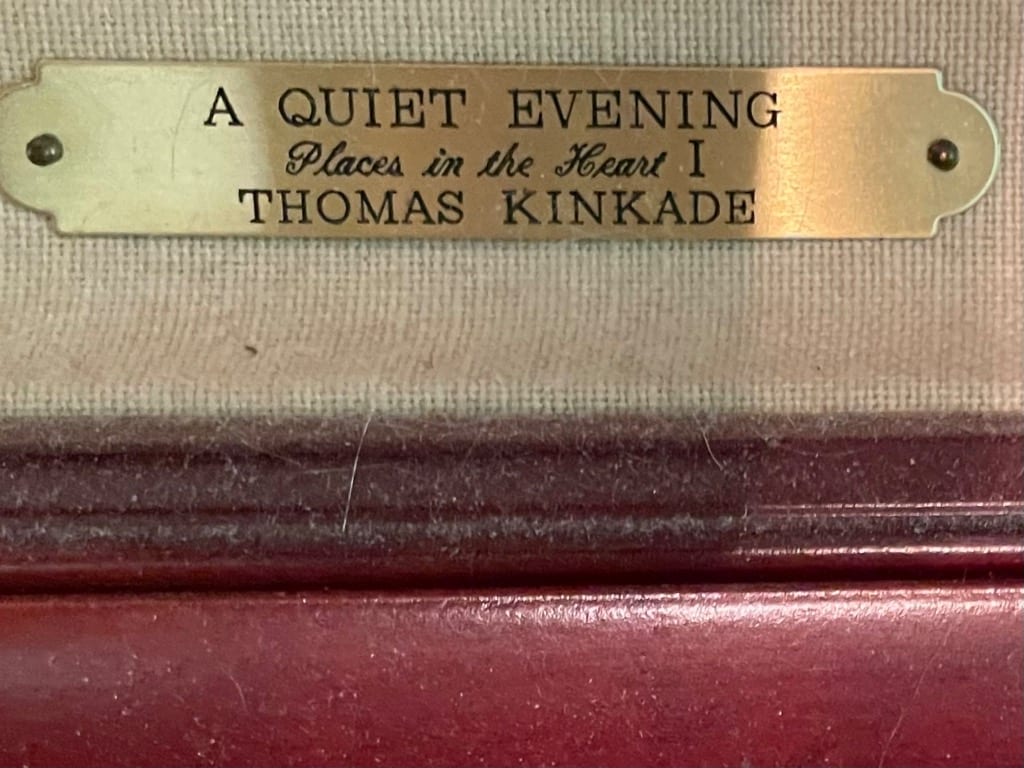 A QUIET EVENING
Places in the Heart I
THOMAS KINKADE